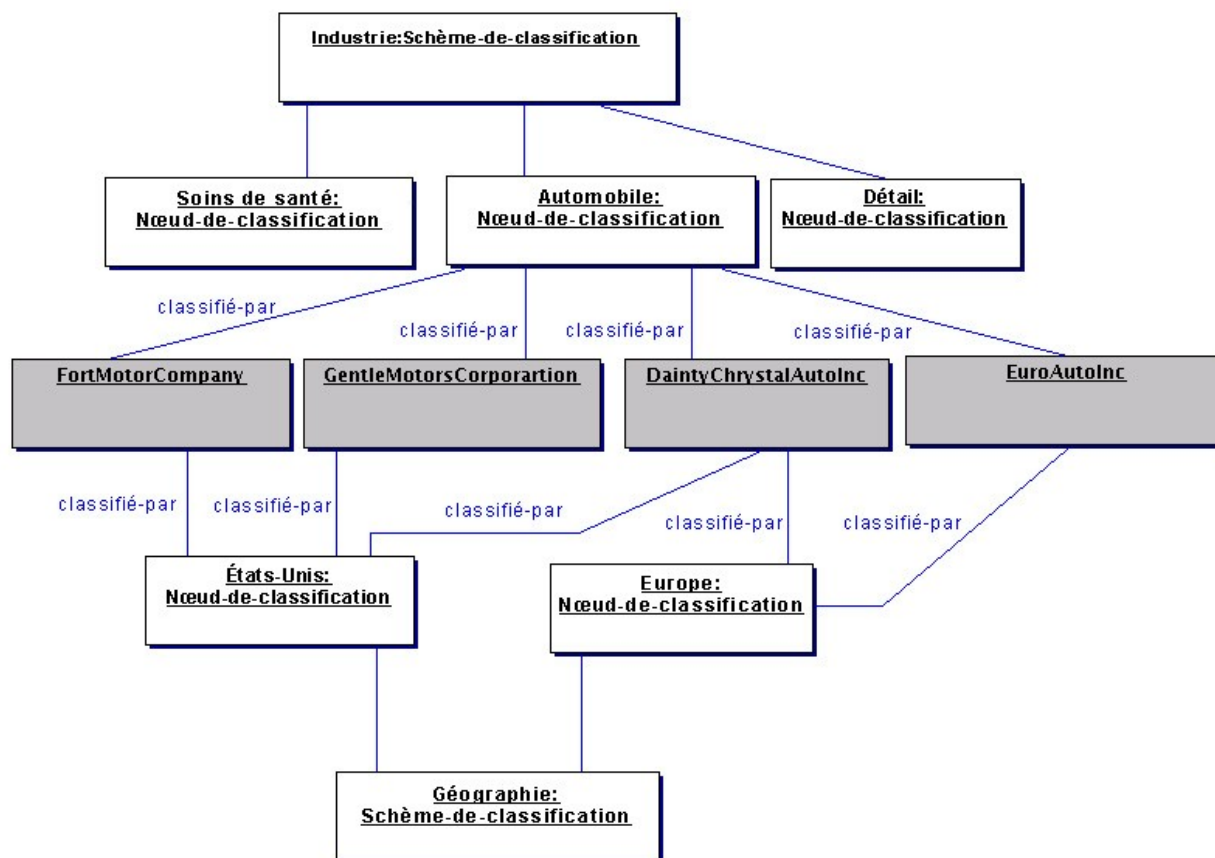 Industrie:Schème-de-classification
Soins de santé:
Nœud-de-classification
Automobile:
Nœud-de-classification
Détail:
Nœud-de-classification
classifié-par
classifié-par
classifié-par
classifié-par
FortMotorCompany
GentleMotorsCorporartion
DaintyChrystalAutoInc
EuroAutoInc
classifié-par
classifié-par
classifié-par
classifié-par
classifié-par
États-Unis:
Nœud-de-classification
Europe:
Nœud-de-classification
Géographie:
Schème-de-classification